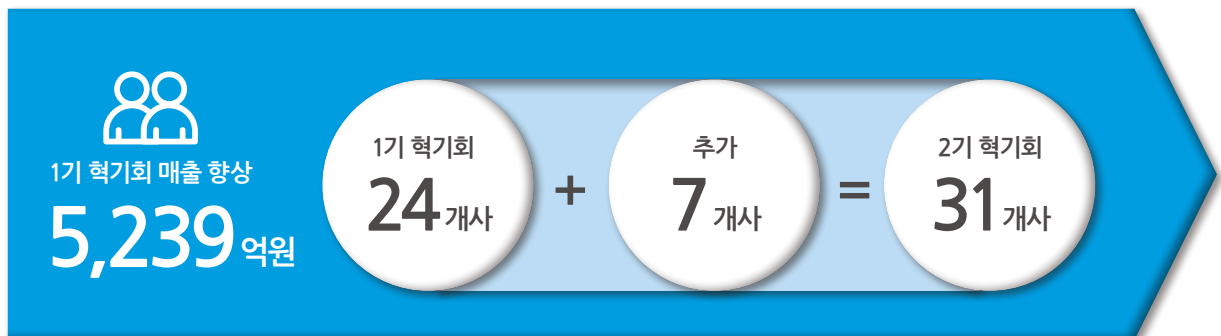 1기 혁기회 매출 향상
5,239억원
1기 혁기회
24개사
+
추가
7개사
=
2기 혁기회
31개사